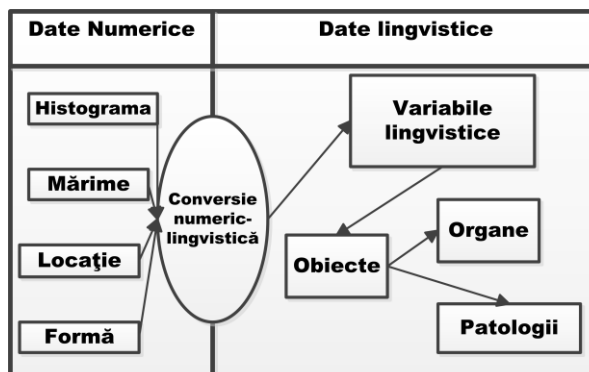 Date Numerice
Date lingvistice
Histograma
Mărime
Locaţie
Formă
Conversie
numeric-
lingvistică
Variabile
lingvistice
Obiecte
Organe
Patologii